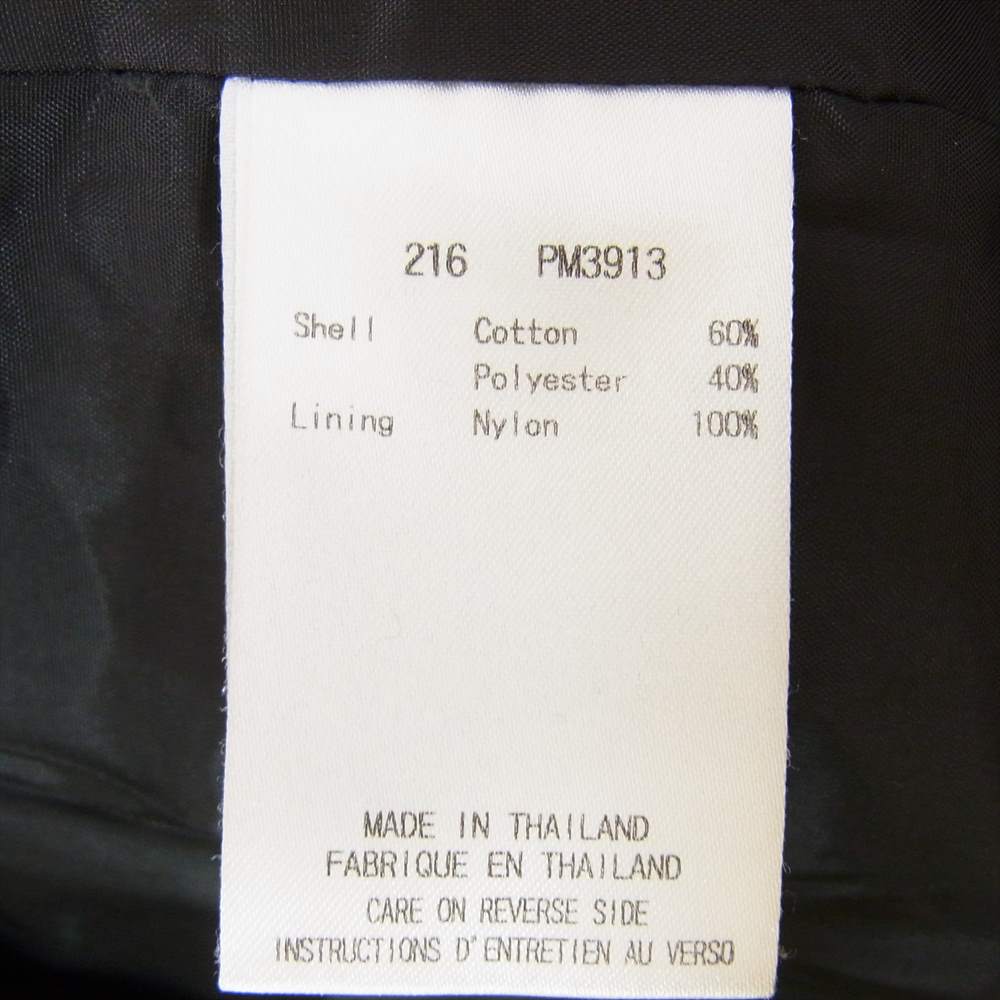 216 PM3913
Shell Cotton 60%
Polyester 40%
Lining Nylon 100%
MADE IN THAILAND
FABRIQUE EN THAILAND
CARE ON REVERSE SIDE
INSTRUCTIONS D'ENTRETIEN AU VERSO